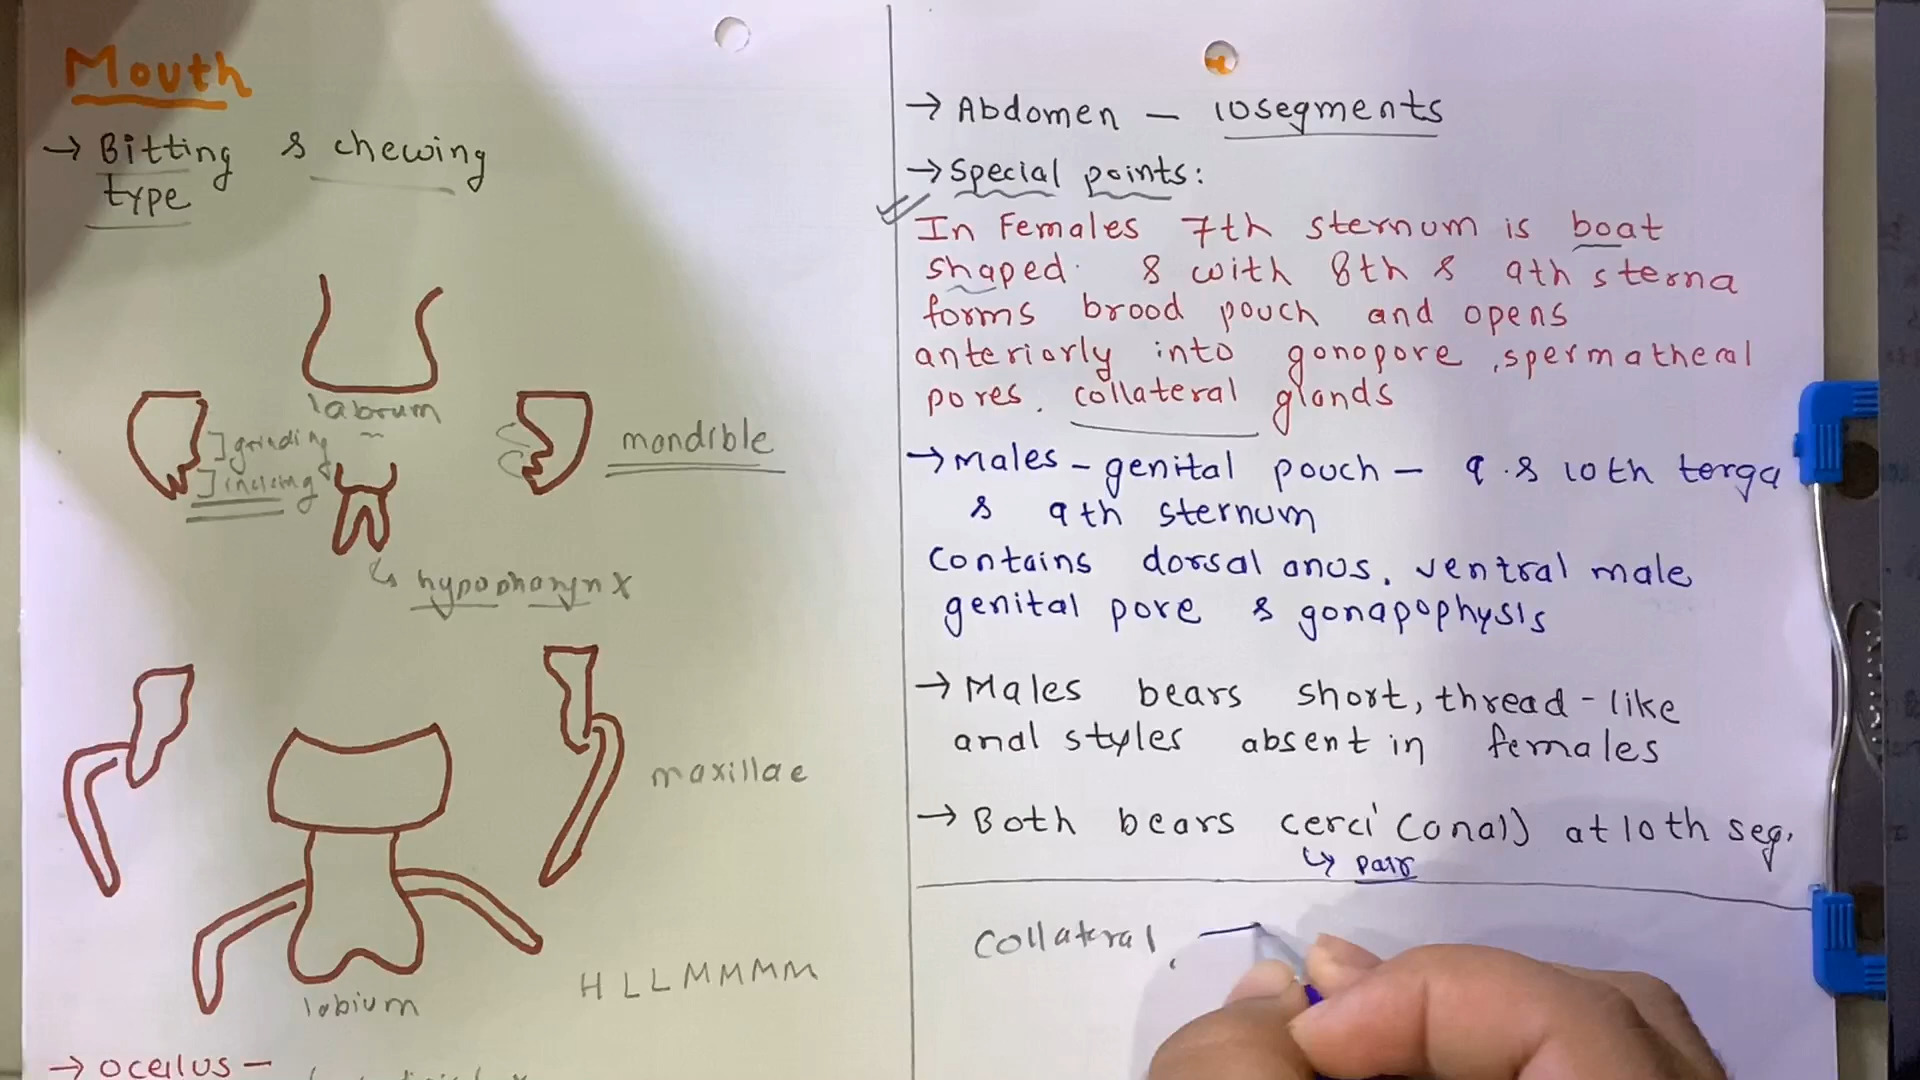 Mouth
→ Bitting & chewing
type
labrum
] grinding
] incising
mandible
↳ hypopharynx
maxillae
labium
HLLMMMM
→ ocellus —
→ Abdomen — 10segments
→ Special points:
In Females 7th sternum is boat
shaped. & with 8th & 9th sterna
forms brood pouch and opens
anteriorly into gonopore, spermathecal
pores. collateral glands
→ Males - genital pouch - 9 & 10th terga
& 9th sternum
contains dorsal anus, ventral male
genital pore & gonapophysis
→ Males bears short, thread-like
and styles absent in females
→ Both bears cerci (anal) at 10th seg.
↳ pair
Collateral —